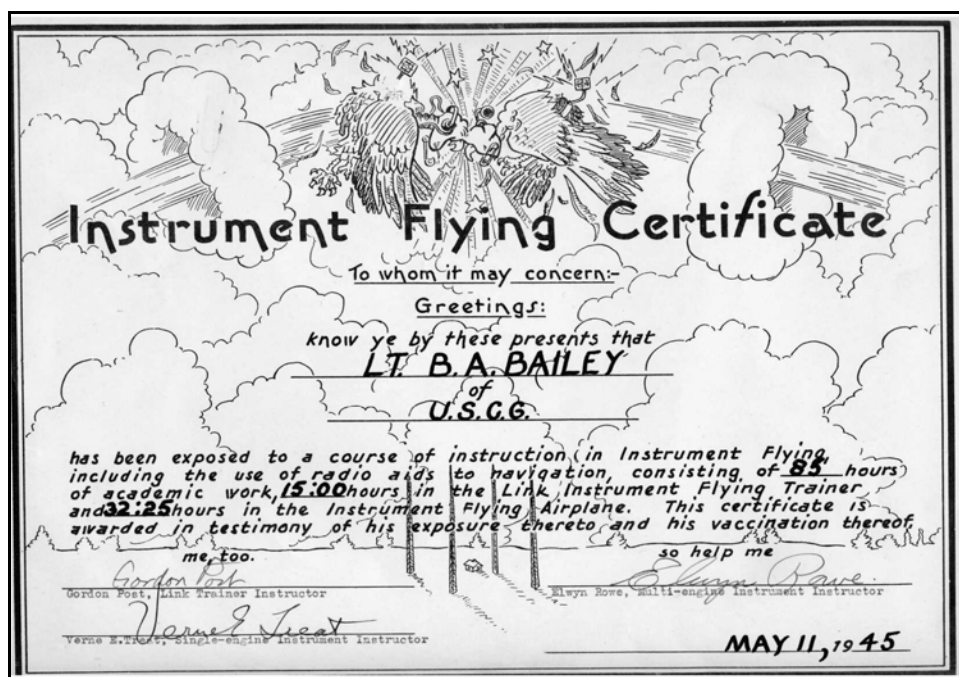 Instrument Flying Certificate
To whom it may concern:-
Greetings:
know ye by these presents that
LT. B.A. BAILEY
of
U.S.C.G.
has been exposed to a course of instruction in Instrument Flying,
including the use of radio aids to navigation, consisting of 85 hours
of academic work, 15:00 hours in the Link Instrument Flying Trainer
and 32:25 hours in the Instrument Flying Airplane. This certificate is
awarded in testimony of his exposure thereto and his vaccination thereof.
me, too.
so help me
Gordon Post
Elwyn Rowe.
Gordon Post, Link Trainer Instructor
Elwyn Rowe, Multi-engine Instrument Instructor
Verne E Treat
Verne E.Treat, Single-engine Instrument Instructor
MAY 11, 1945